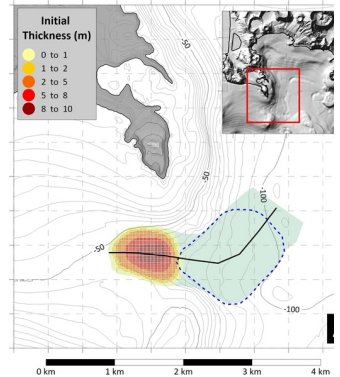 Initial
Thickness (m)
0 to 1
1 to 2
2 to 5
5 to 8
8 to 10
-50
-50
-100
-50
-100
0 km
1 km
2 km
3 km
4 km